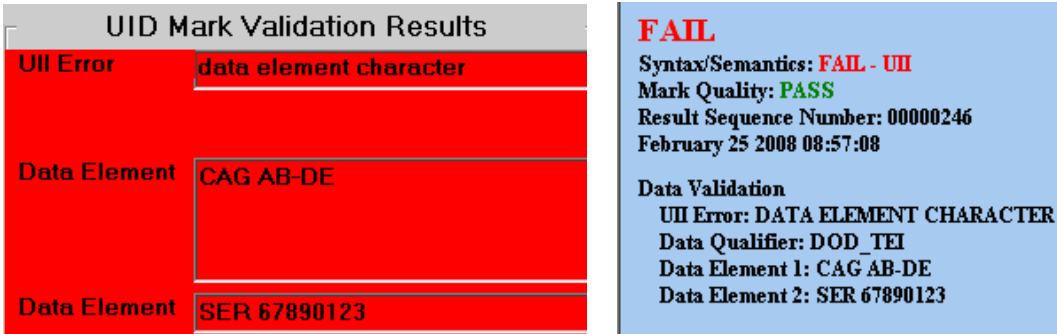 UID Mark Validation Results
UII Error data element character
Data Element CAG AB-DE
Data Element SER 67890123
FAIL
Syntax/Semantics: FAIL - UII
Mark Quality: PASS
Result Sequence Number: 00000246
February 25 2008 08:57:08
Data Validation
UII Error: DATA ELEMENT CHARACTER
Data Qualifier: DOD_TEI
Data Element 1: CAG AB-DE
Data Element 2: SER 67890123